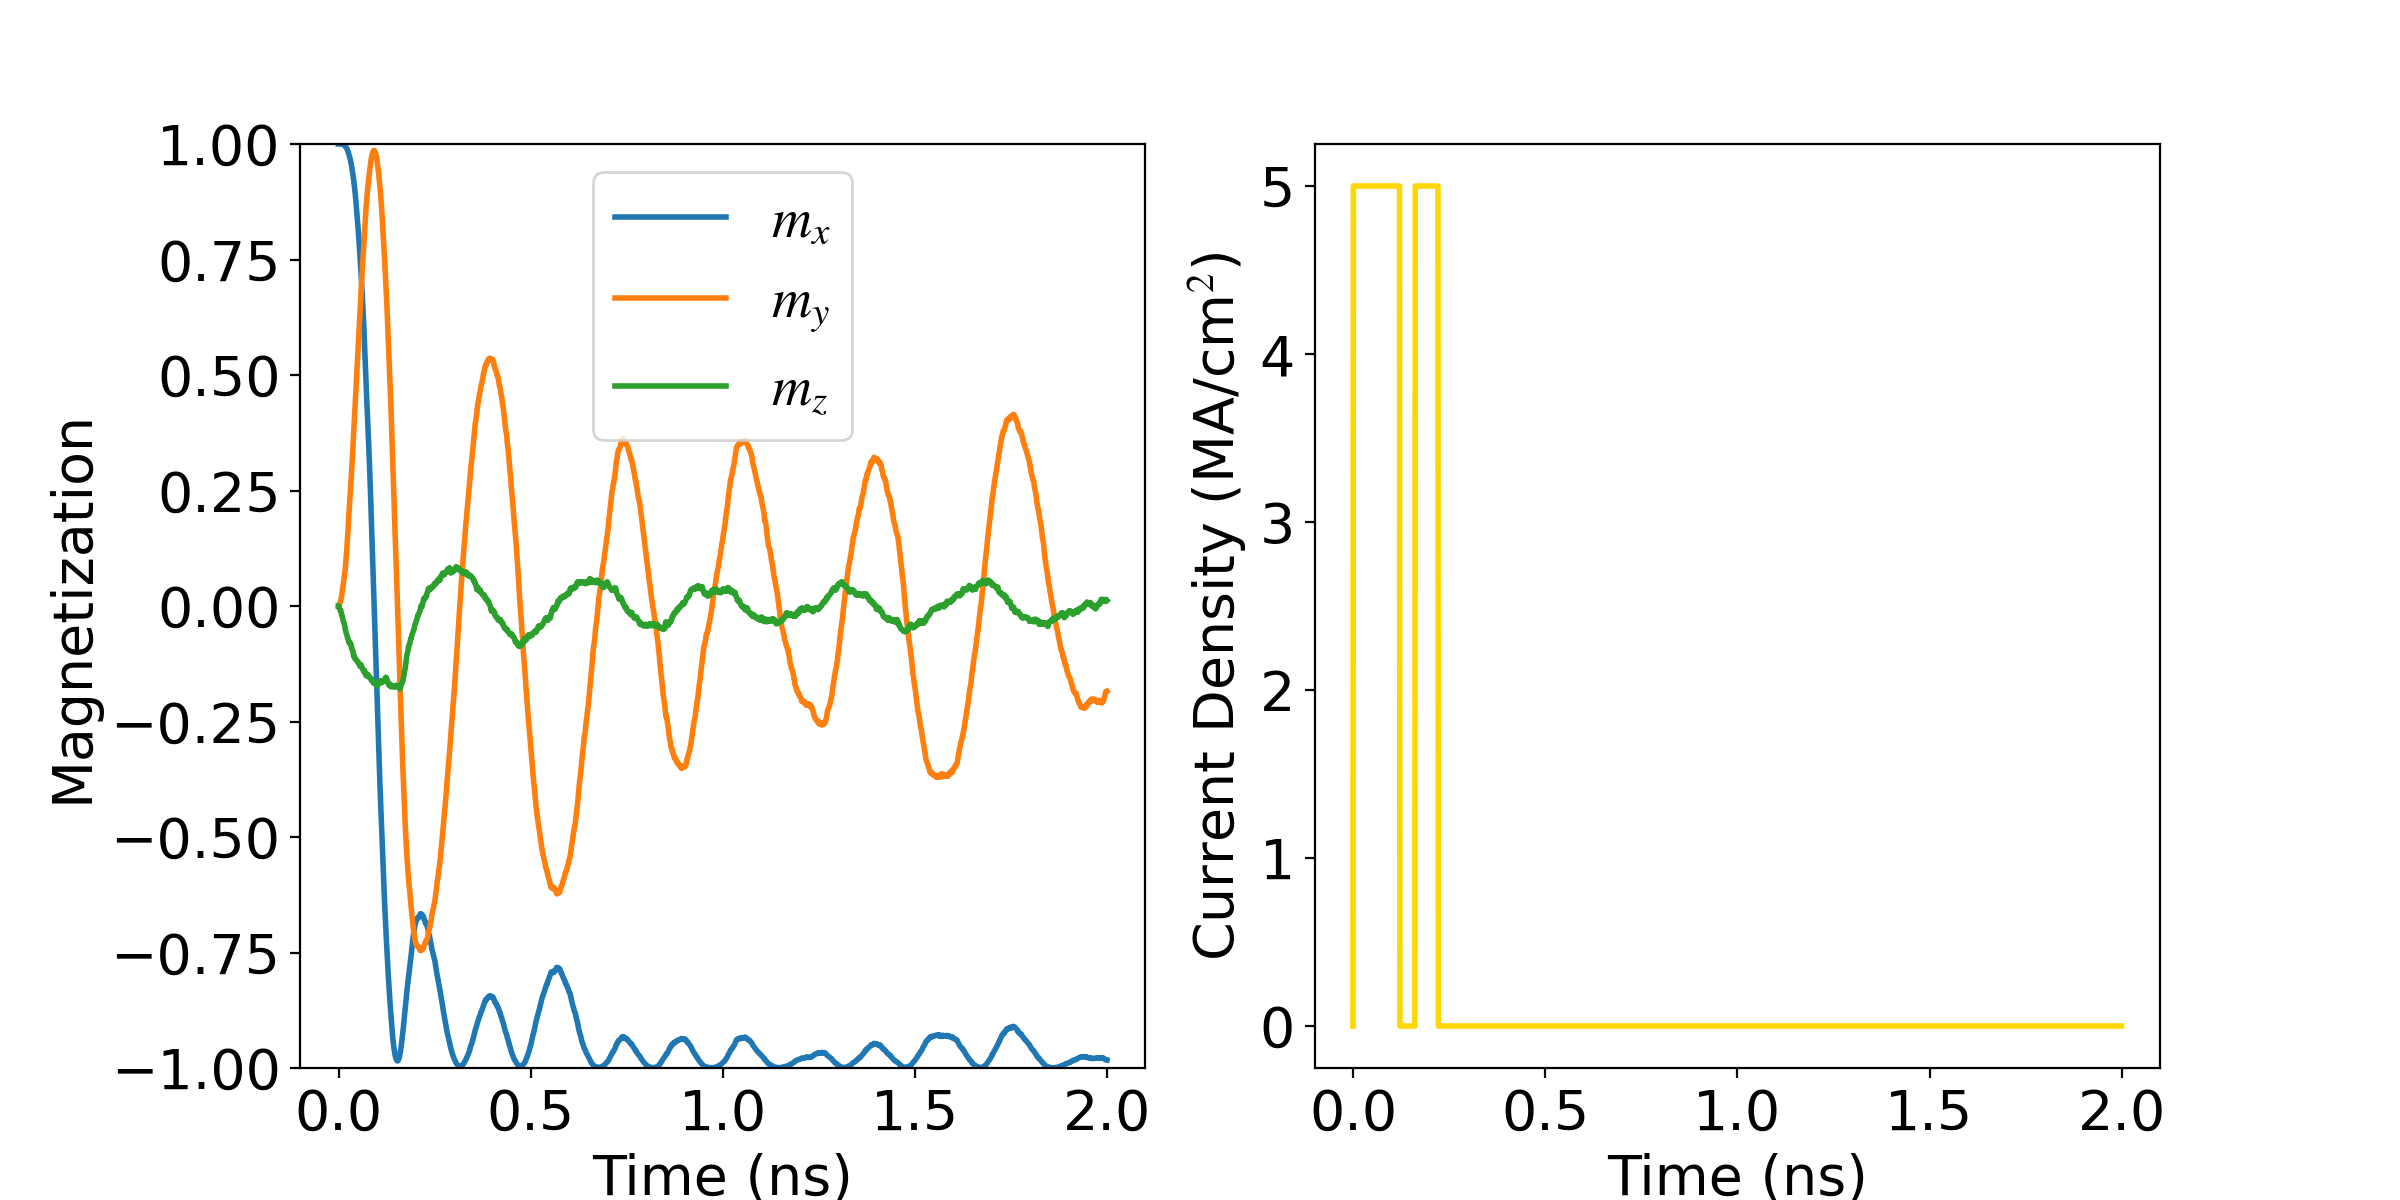 1.00
0.75
0.50
0.25
0.00
−0.25
−0.50
−0.75
−1.00
Magnetization
0.0 0.5 1.0 1.5 2.0
Time (ns)
m_x
m_y
m_z
5
4
3
2
1
0
Current Density (MA/cm²)
0.0 0.5 1.0 1.5 2.0
Time (ns)